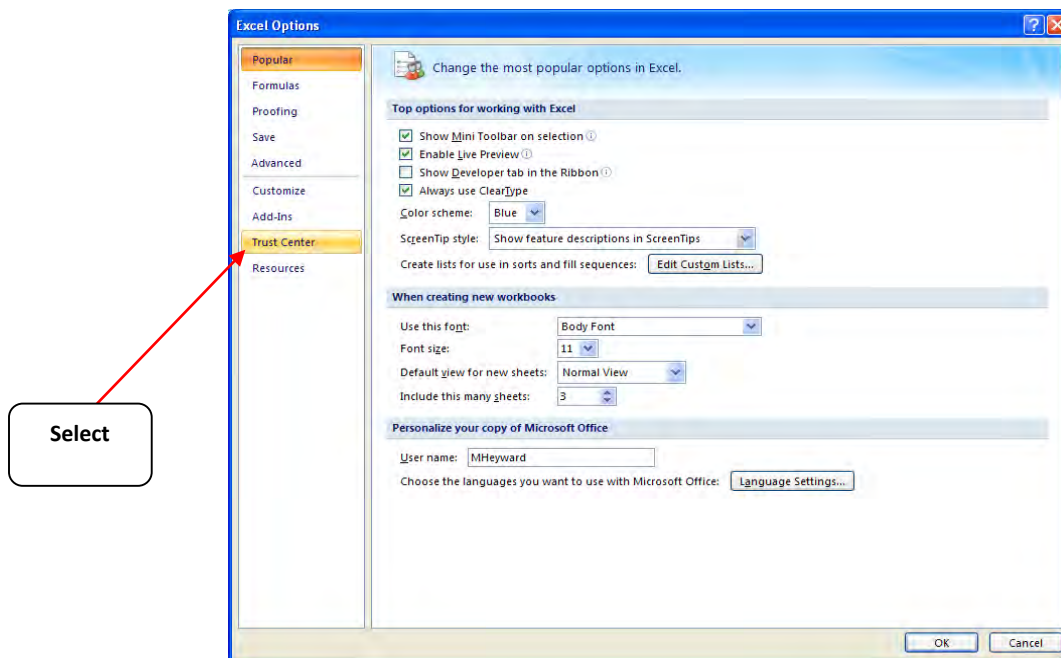 Excel Options
Popular
Formulas
Proofing
Save
Advanced
Customize
Add-Ins
Trust Center
Resources
Change the most popular options in Excel.
Top options for working with Excel
Show Mini Toolbar on selection
Enable Live Preview
Show Developer tab in the Ribbon
Always use ClearType
Color scheme: Blue
ScreenTip style: Show feature descriptions in ScreenTips
Create lists for use in sorts and fill sequences: Edit Custom Lists...
When creating new workbooks
Use this font: Body Font
Font size: 11
Default view for new sheets: Normal View
Include this many sheets: 3
Personalize your copy of Microsoft Office
User name: MHeyward
Choose the languages you want to use with Microsoft Office: Language Settings...
OK Cancel
Select